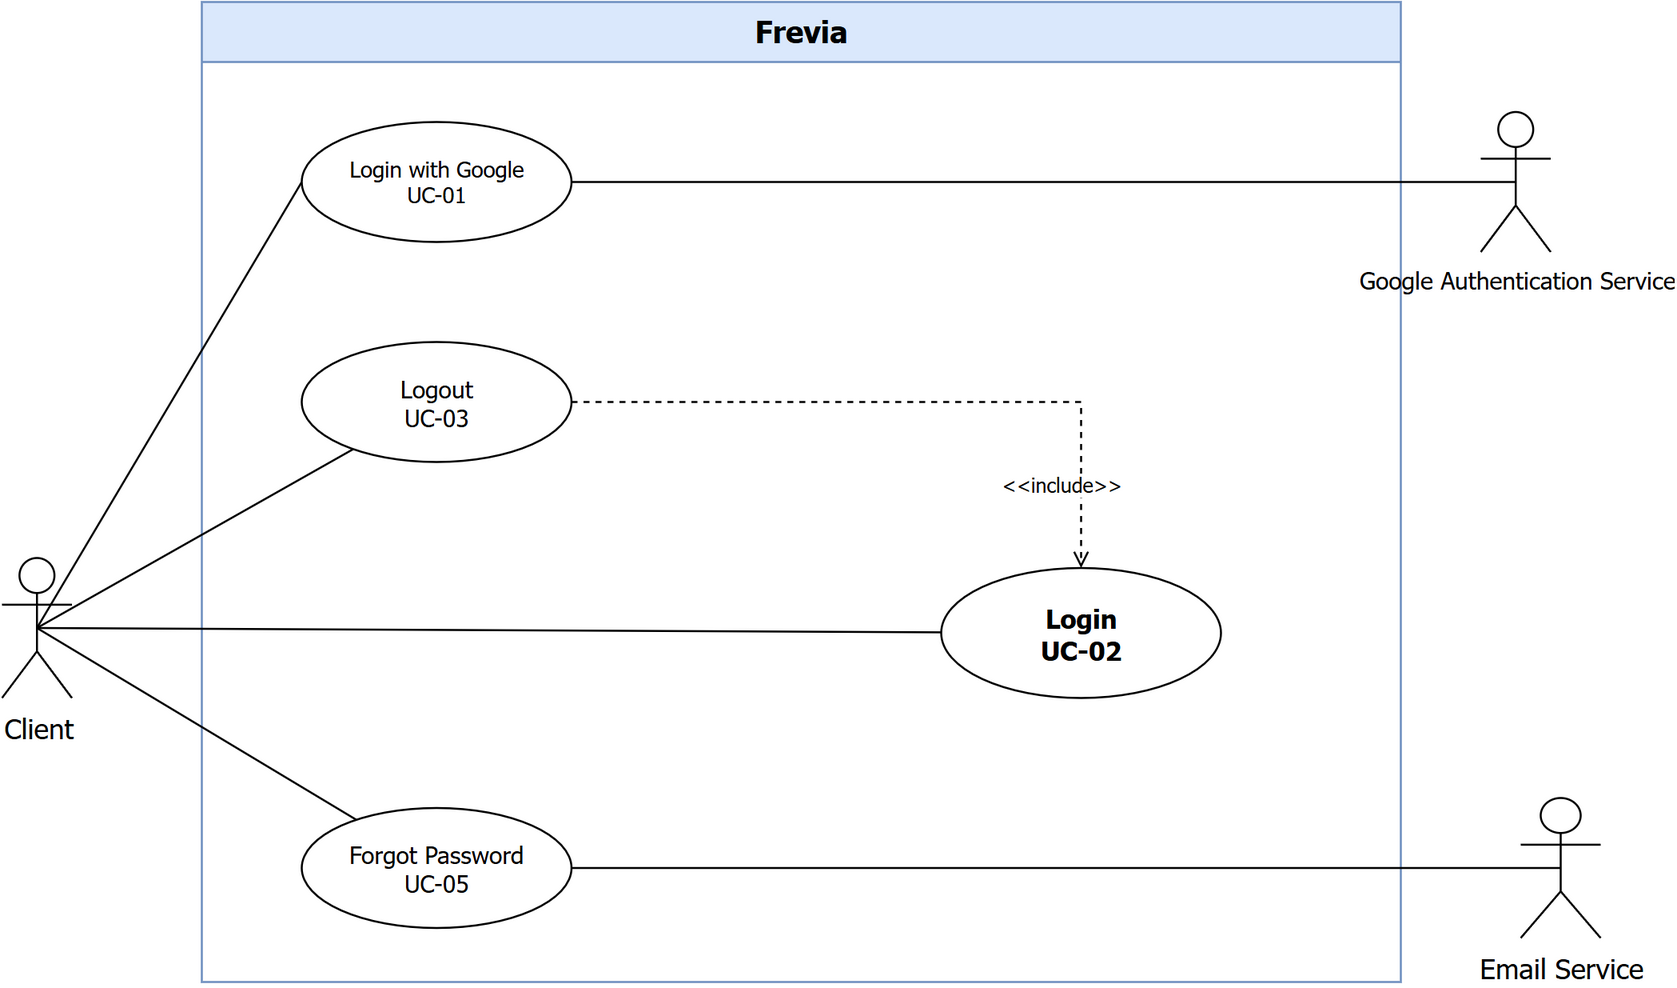 Frevia
Login with Google
UC-01
Google Authentication Service
Logout
UC-03
<<include>>
Login
UC-02
Client
Forgot Password
UC-05
Email Service